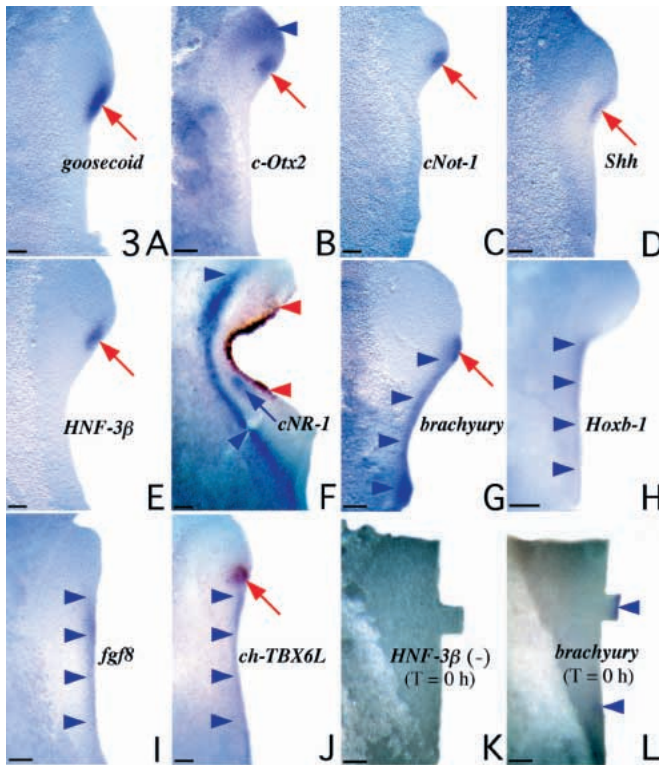 goosecoid
3 A
c-Otx2
B
cNot-1
C
Shh
D
HNF-3β
E
cNR-1
F
brachyury
G
Hoxb-1
H
fgf8
I
ch-TBX6L
J
HNF-3β (-)
(T = 0 h)
K
brachyury
(T = 0 h)
L